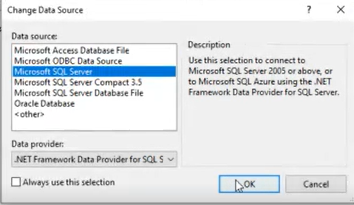 Change Data Source
? ×
Data source:
Microsoft Access Database File
Microsoft ODBC Data Source
Microsoft SQL Server
Microsoft SQL Server Compact 3.5
Microsoft SQL Server Database File
Oracle Database
<other>
Description
Use this selection to connect to
Microsoft SQL Server 2005 or above, or
to Microsoft SQL Azure using the .NET
Framework Data Provider for SQL Server.
Data provider:
.NET Framework Data Provider for SQL S
Always use this selection
OK
Cancel